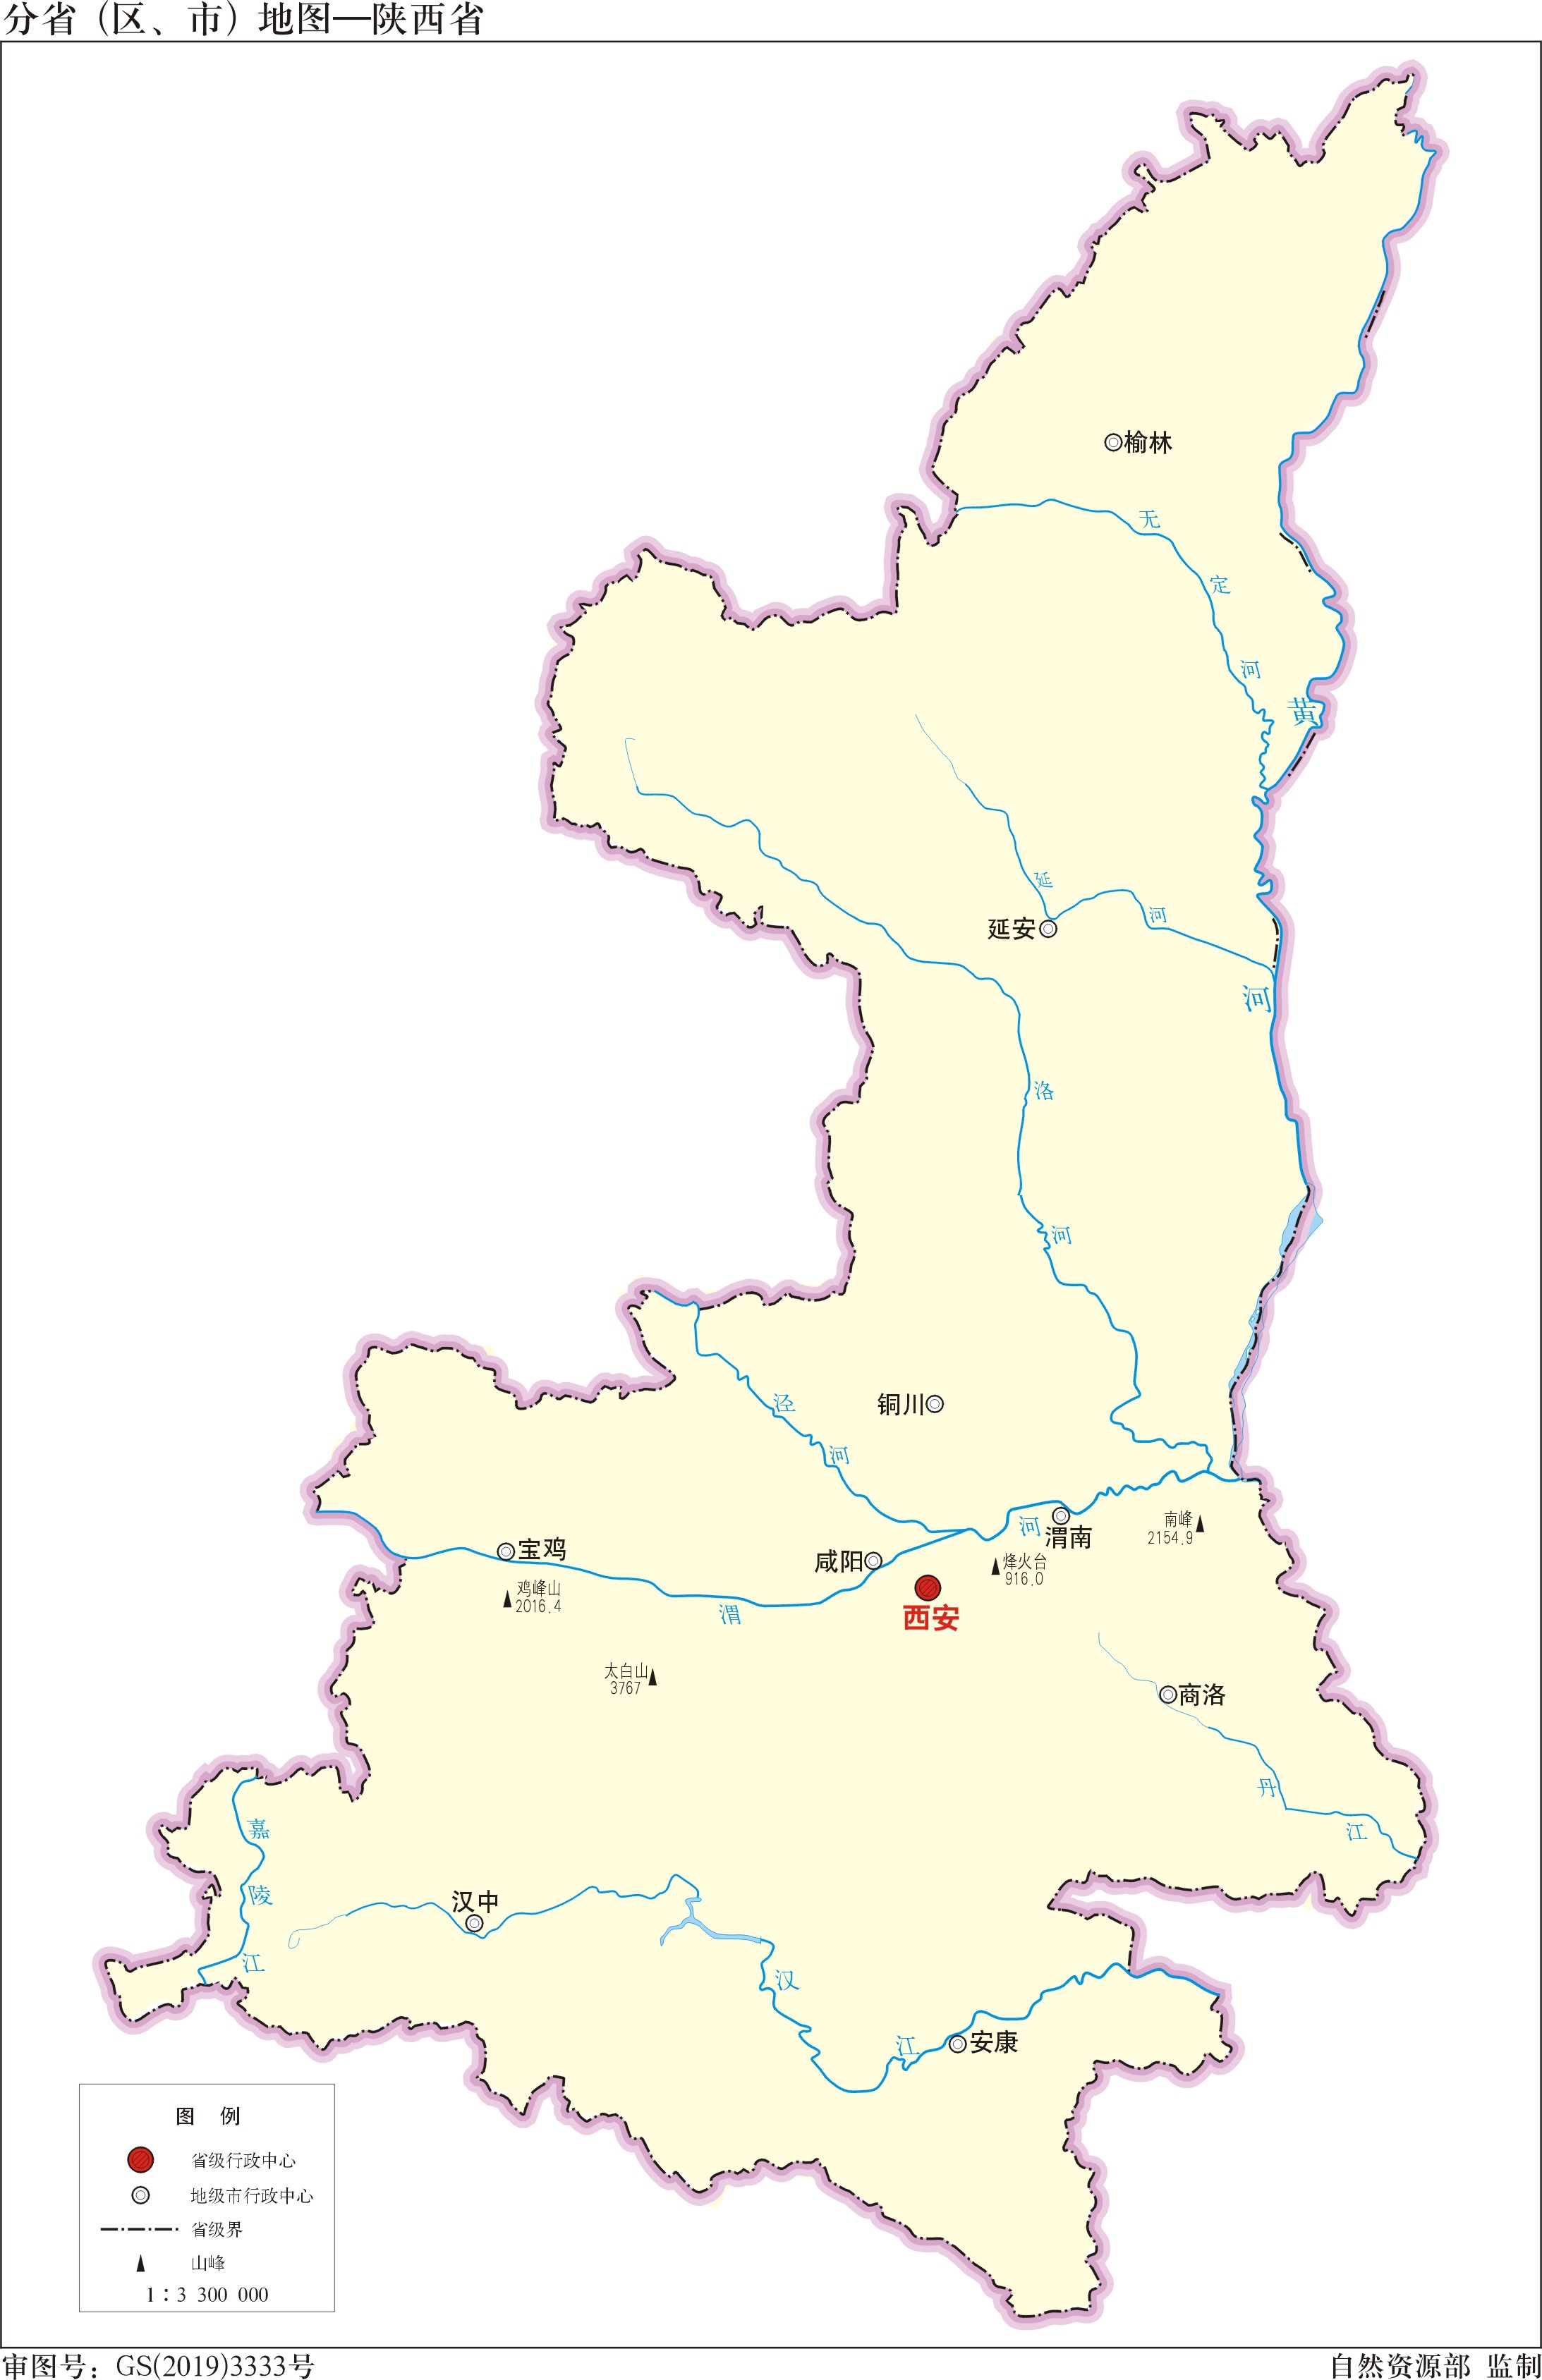 分省（区、市）地图—陕西省
榆林
无
定
河
黄
延
河
延安
河
洛
河
铜川
泾
河
南峰
2154.9
河
渭南
宝鸡
咸阳
烽火台
916.0
鸡峰山
2016.4
渭
西安
太白山
3767
商洛
丹
江
嘉
陵
江
汉中
汉
江
安康
图 例
省级行政中心
地级市行政中心
省级界
山峰
1：3 300 000
审图号：GS(2019)3333号
自然资源部 监制